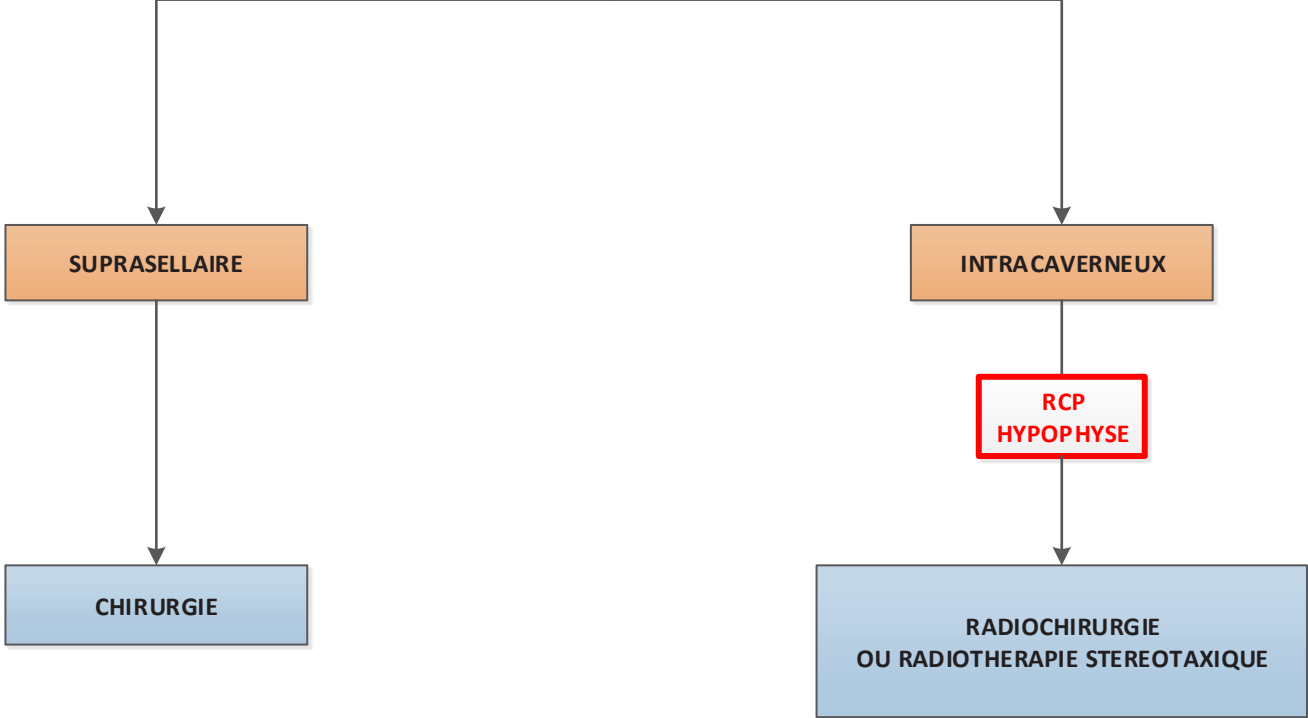 SUPRASELLAIRE
INTRACAVERNEUX
RCP
HYPOPHYSE
CHIRURGIE
RADIOCHIRURGIE
OU RADIOTHERAPIE STEREOTAXIQUE